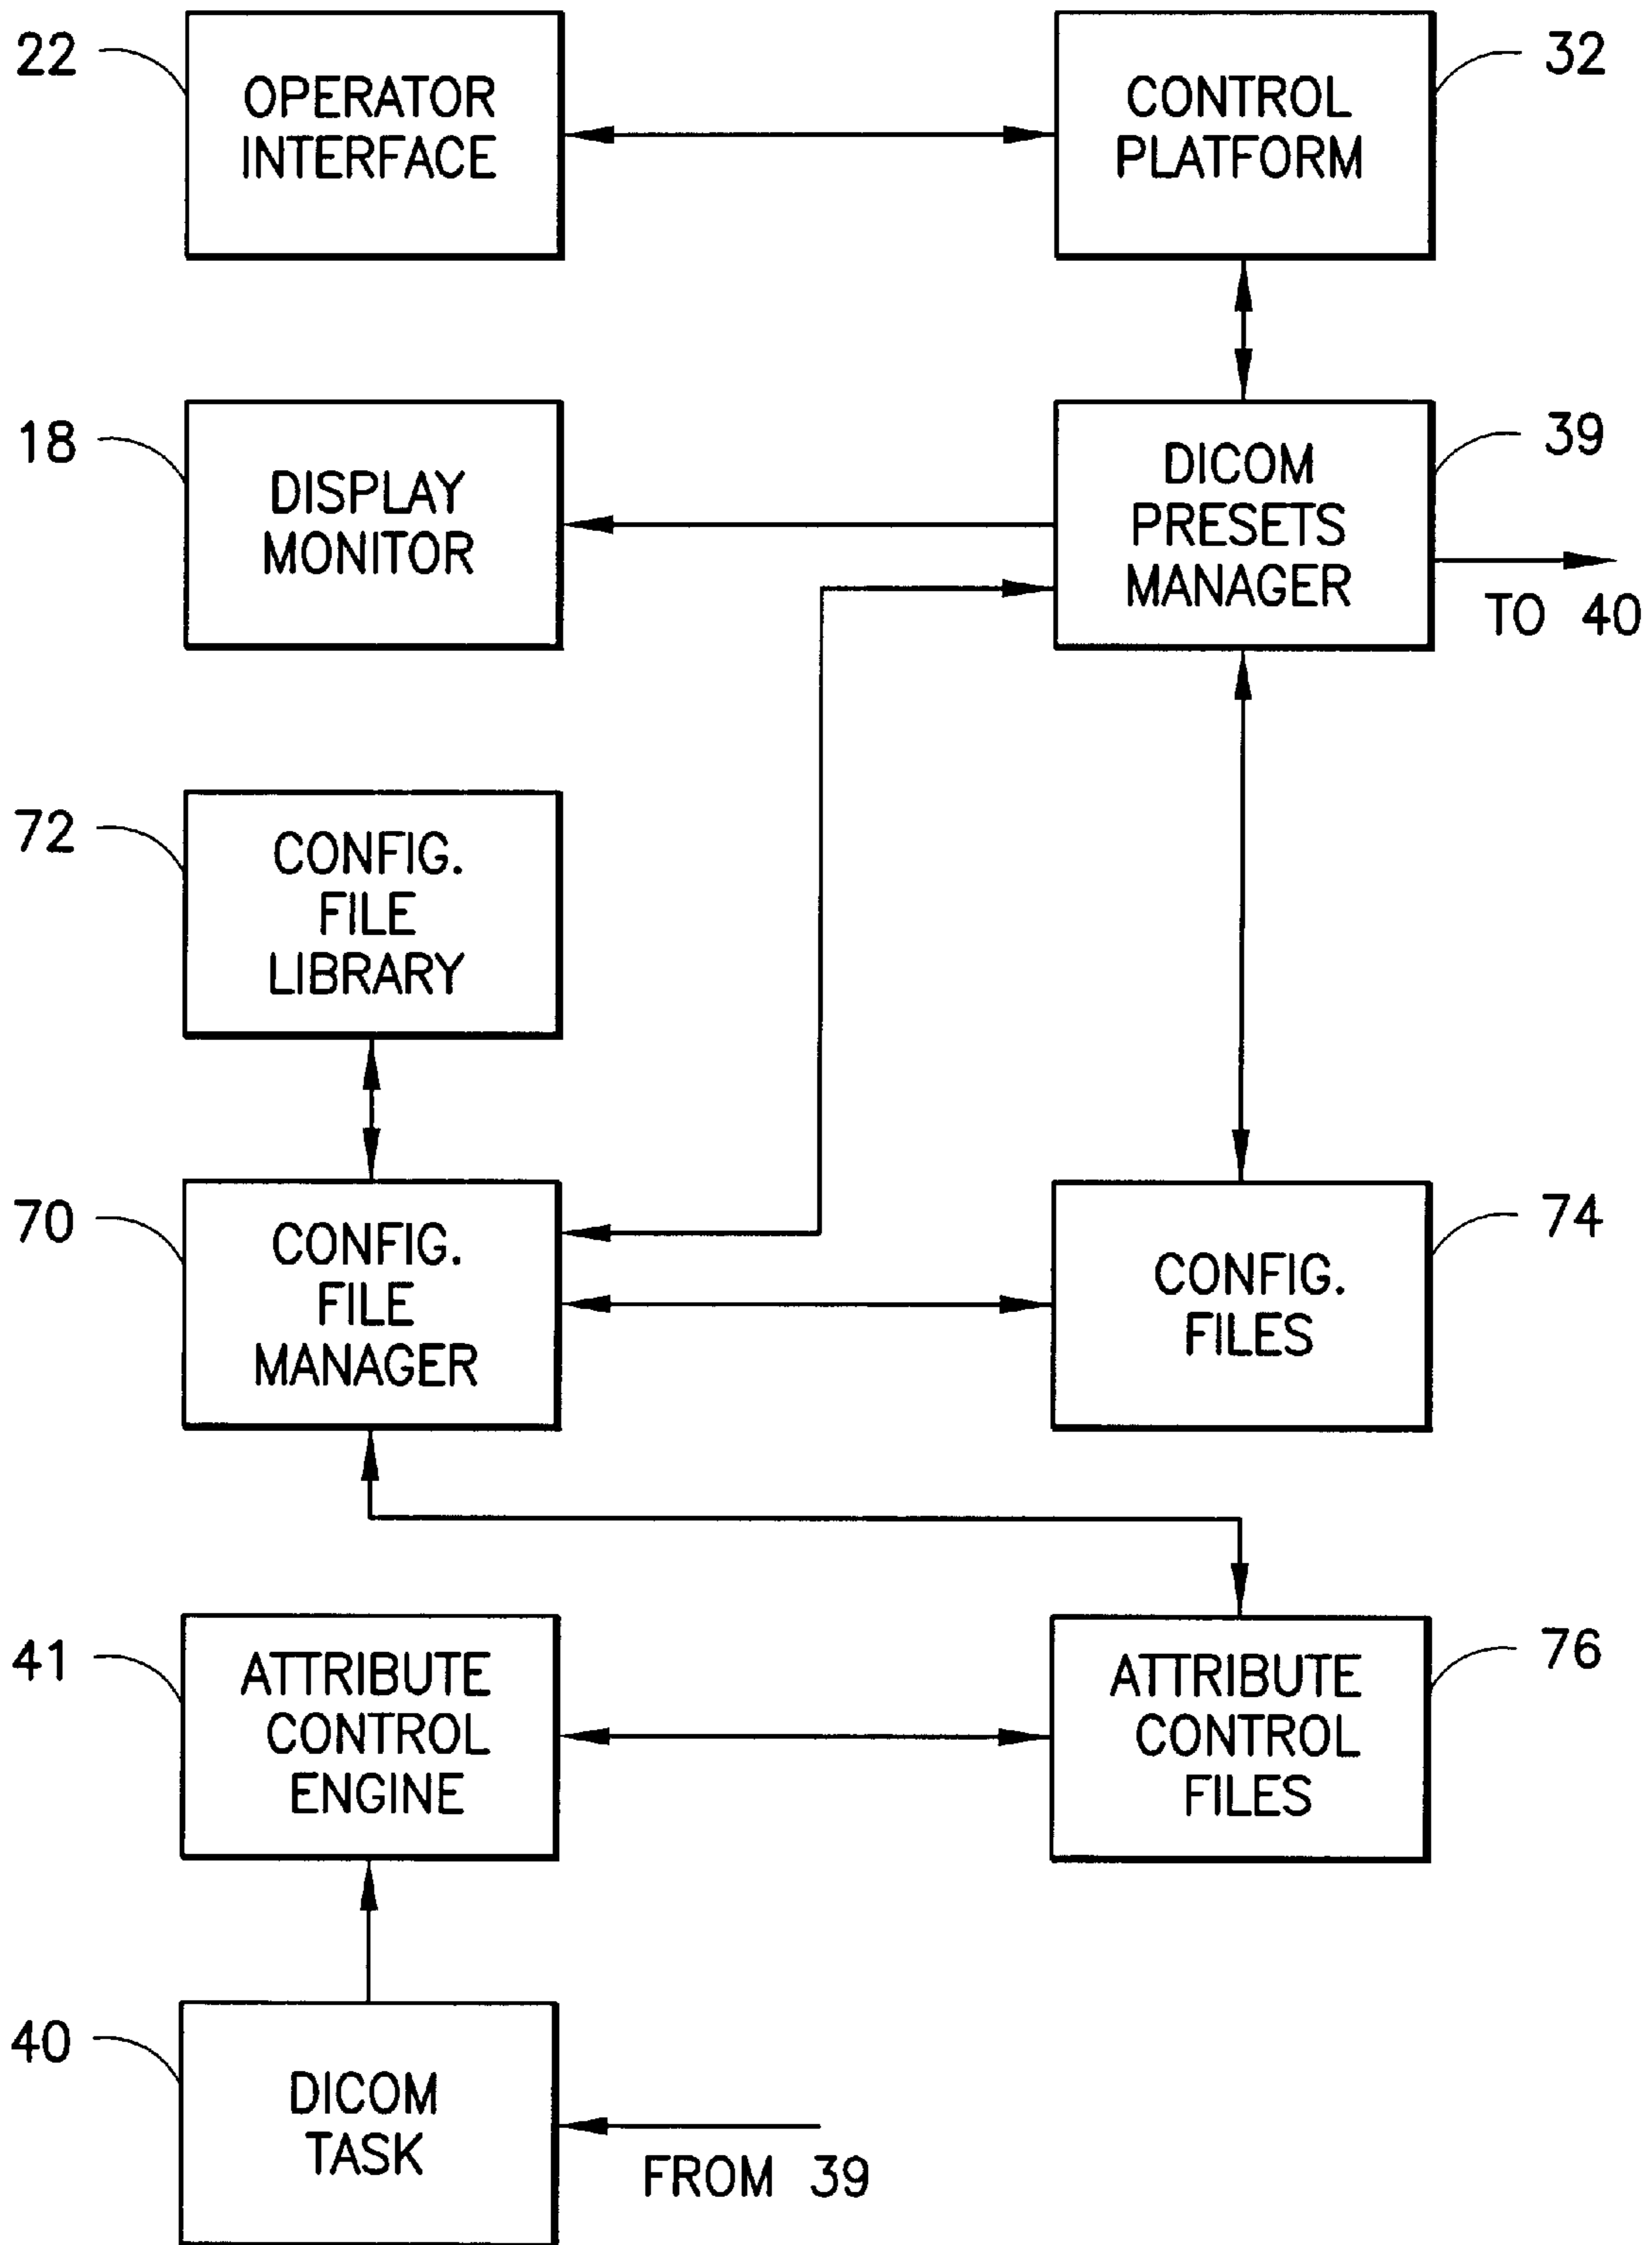 22
OPERATOR
INTERFACE
CONTROL
PLATFORM
32
18
DISPLAY
MONITOR
DICOM
PRESETS
MANAGER
39
TO 40
72
CONFIG.
FILE
LIBRARY
70
CONFIG.
FILE
MANAGER
CONFIG.
FILES
74
41
ATTRIBUTE
CONTROL
ENGINE
ATTRIBUTE
CONTROL
FILES
76
40
DICOM
TASK
FROM 39